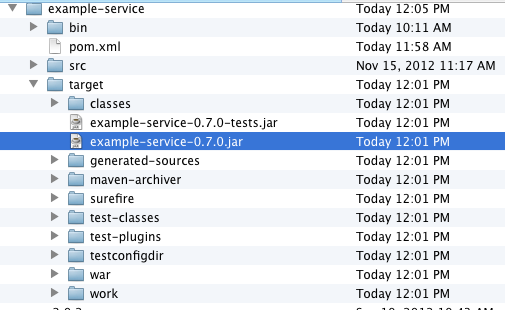 example-service Today 12:05 PM
bin Today 10:11 AM
pom.xml Today 11:58 AM
src Nov 15, 2012 11:17 AM
target Today 12:01 PM
classes Today 12:01 PM
example-service-0.7.0-tests.jar Today 12:01 PM
example-service-0.7.0.jar Today 12:01 PM
generated-sources Today 12:01 PM
maven-archiver Today 12:01 PM
surefire Today 12:01 PM
test-classes Today 12:01 PM
test-plugins Today 12:01 PM
testconfigdir Today 12:01 PM
war Today 12:01 PM
work Today 12:01 PM